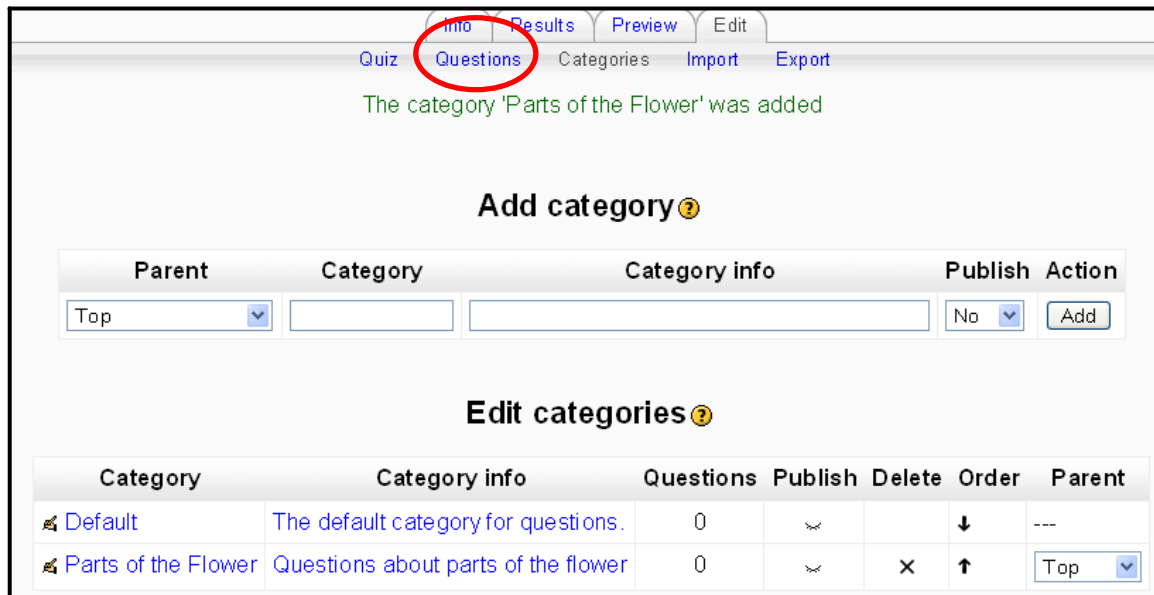 Info Results Preview Edit
Quiz Questions Categories Import Export
The category 'Parts of the Flower' was added
Add category ?
Parent Category Category info Publish Action
Top No Add
Edit categories ?
Category Category info Questions Publish Delete Order Parent
Default The default category for questions. 0 ---
Parts of the Flower Questions about parts of the flower 0 Top